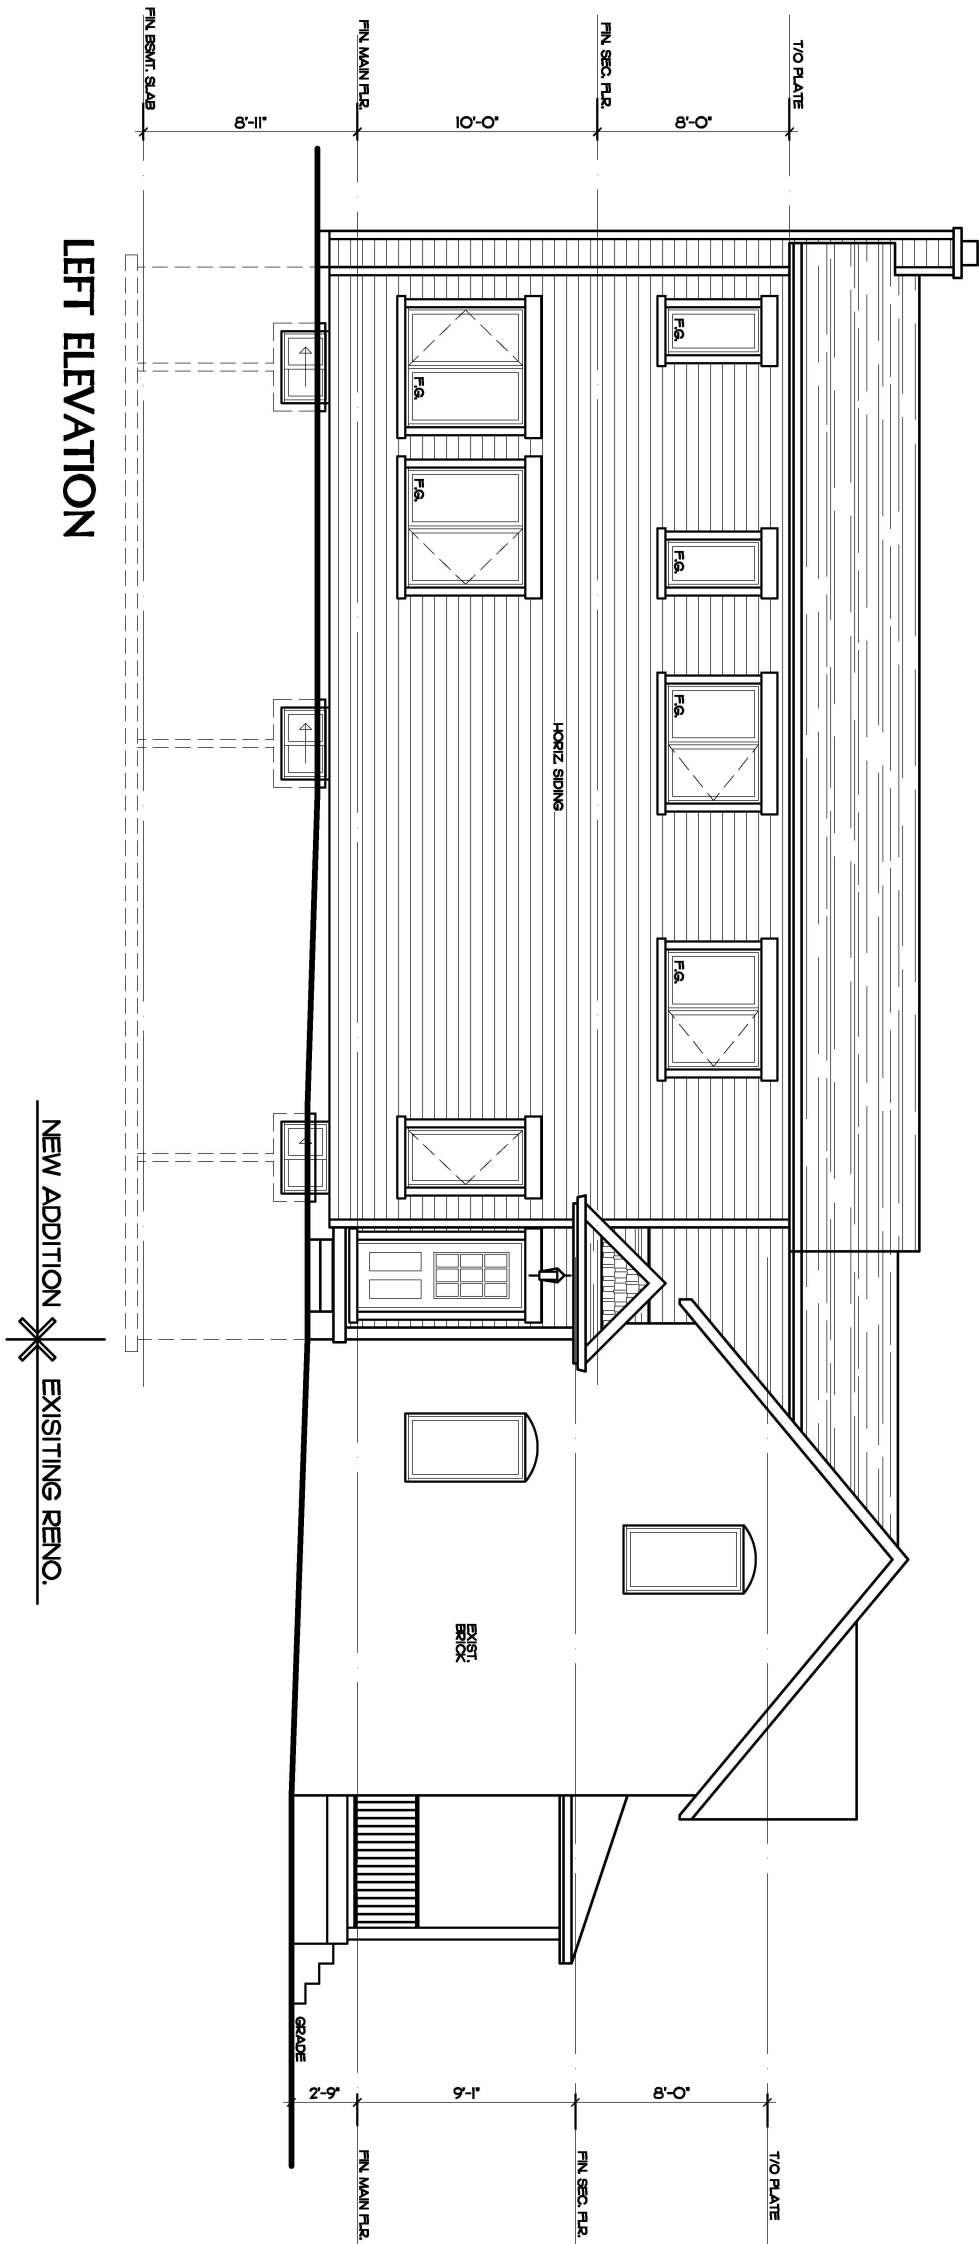 T/O PLATE
8'-0"
FIN. SEC. FLR.
10'-0"
FIN. MAIN FLR.
8'-11"
FIN. BSMT. SLAB
F.G.
F.G.
F.G.
F.G.
HORIZ. SIDING
F.G.
F.G.
EXIST.
BRICK
T/O PLATE
8'-0"
FIN. SEC. FLR.
9'-1"
FIN. MAIN FLR.
2'-9"
GRADE
LEFT ELEVATION
NEW ADDITION
EXISITING RENO.